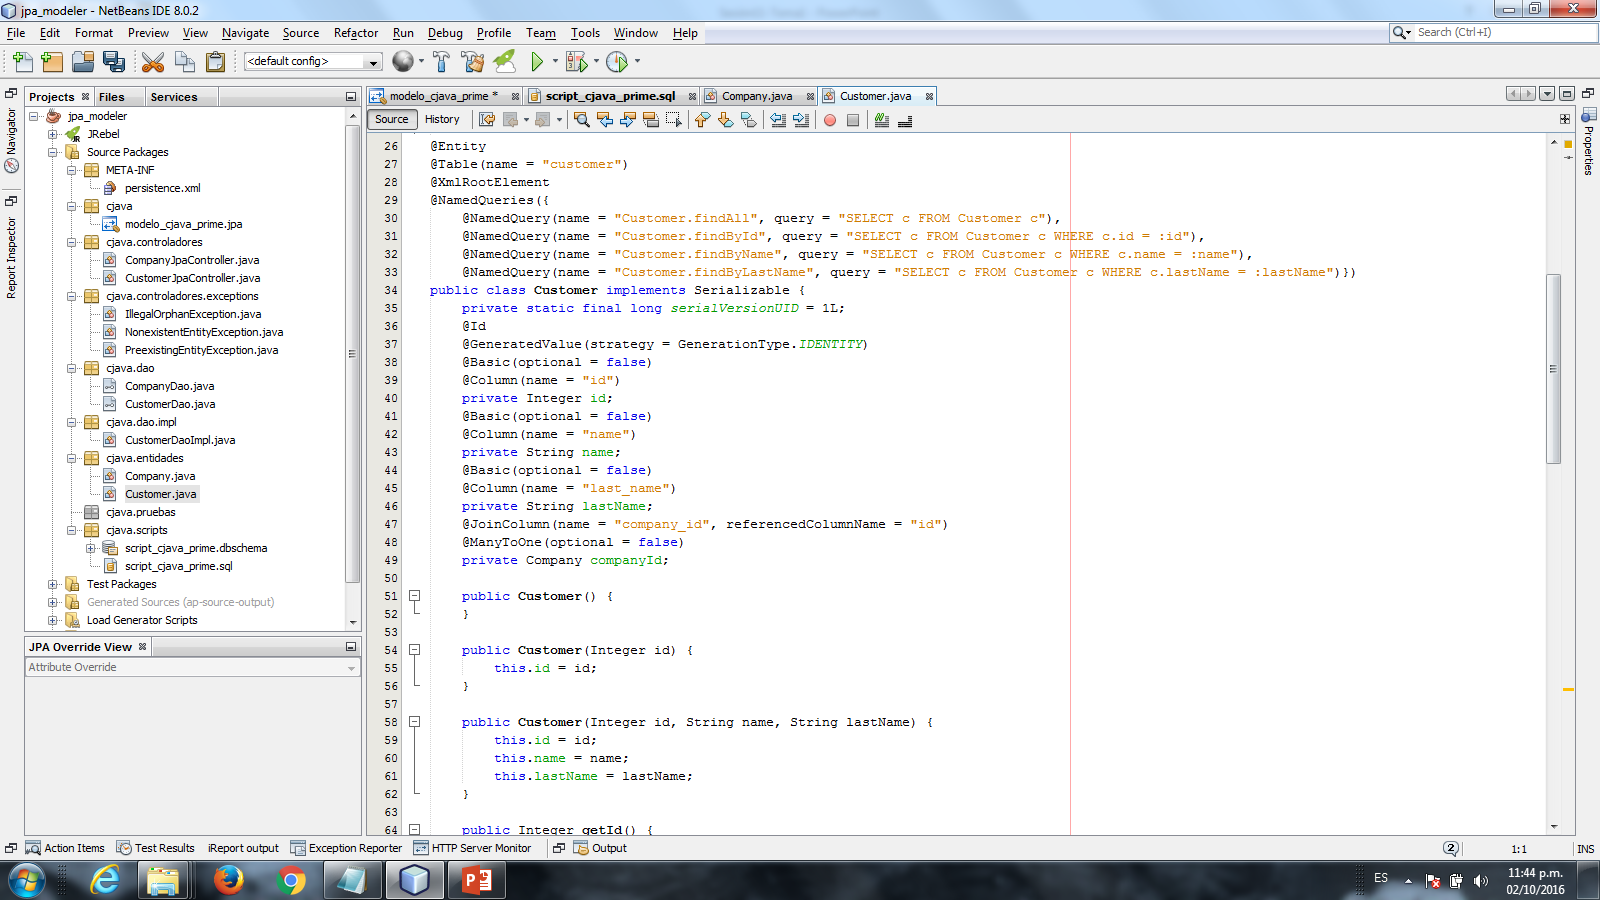 jpa_modeler - NetBeans IDE 8.0.2
File Edit Format Preview View Navigate Source Refactor Run Debug Profile Team Tools Window Help
Search (Ctrl+I)
<default config>
Projects Files Services
modelo_cjava_prime * script_cjava_prime.sql Company.java Customer.java
Source History
Navigator
Report Inspector
Properties
jpa_modeler
JRebel
Source Packages
META-INF
persistence.xml
cjava
modelo_cjava_prime.jpa
cjava.controladores
CompanyJpaController.java
CustomerJpaController.java
cjava.controladores.exceptions
IllegalOrphanException.java
NonexistentEntityException.java
PreexistingEntityException.java
cjava.dao
CompanyDao.java
CustomerDao.java
cjava.dao.impl
CustomerDaoImpl.java
cjava.entidades
Company.java
Customer.java
cjava.pruebas
cjava.scripts
script_cjava_prime.dbschema
script_cjava_prime.sql
Test Packages
Generated Sources (ap-source-output)
Load Generator Scripts
JPA Override View
Attribute Override
26 @Entity
27 @Table(name = "customer")
28 @XmlRootElement
29 @NamedQueries({
30 @NamedQuery(name = "Customer.findAll", query = "SELECT c FROM Customer c"),
31 @NamedQuery(name = "Customer.findById", query = "SELECT c FROM Customer c WHERE c.id = :id"),
32 @NamedQuery(name = "Customer.findByName", query = "SELECT c FROM Customer c WHERE c.name = :name"),
33 @NamedQuery(name = "Customer.findByLastName", query = "SELECT c FROM Customer c WHERE c.lastName = :lastName")})
34 public class Customer implements Serializable {
35 private static final long serialVersionUID = 1L;
36 @Id
37 @GeneratedValue(strategy = GenerationType.IDENTITY)
38 @Basic(optional = false)
39 @Column(name = "id")
40 private Integer id;
41 @Basic(optional = false)
42 @Column(name = "name")
43 private String name;
44 @Basic(optional = false)
45 @Column(name = "last_name")
46 private String lastName;
47 @JoinColumn(name = "company_id", referencedColumnName = "id")
48 @ManyToOne(optional = false)
49 private Company companyId;
50
51 public Customer() {
52 }
53
54 public Customer(Integer id) {
55 this.id = id;
56 }
57
58 public Customer(Integer id, String name, String lastName) {
59 this.id = id;
60 this.name = name;
61 this.lastName = lastName;
62 }
63
64 public Integer getId() {
Action Items Test Results iReport output Exception Reporter HTTP Server Monitor Output
2 1:1 INS
ES 11:44 p.m.
02/10/2016